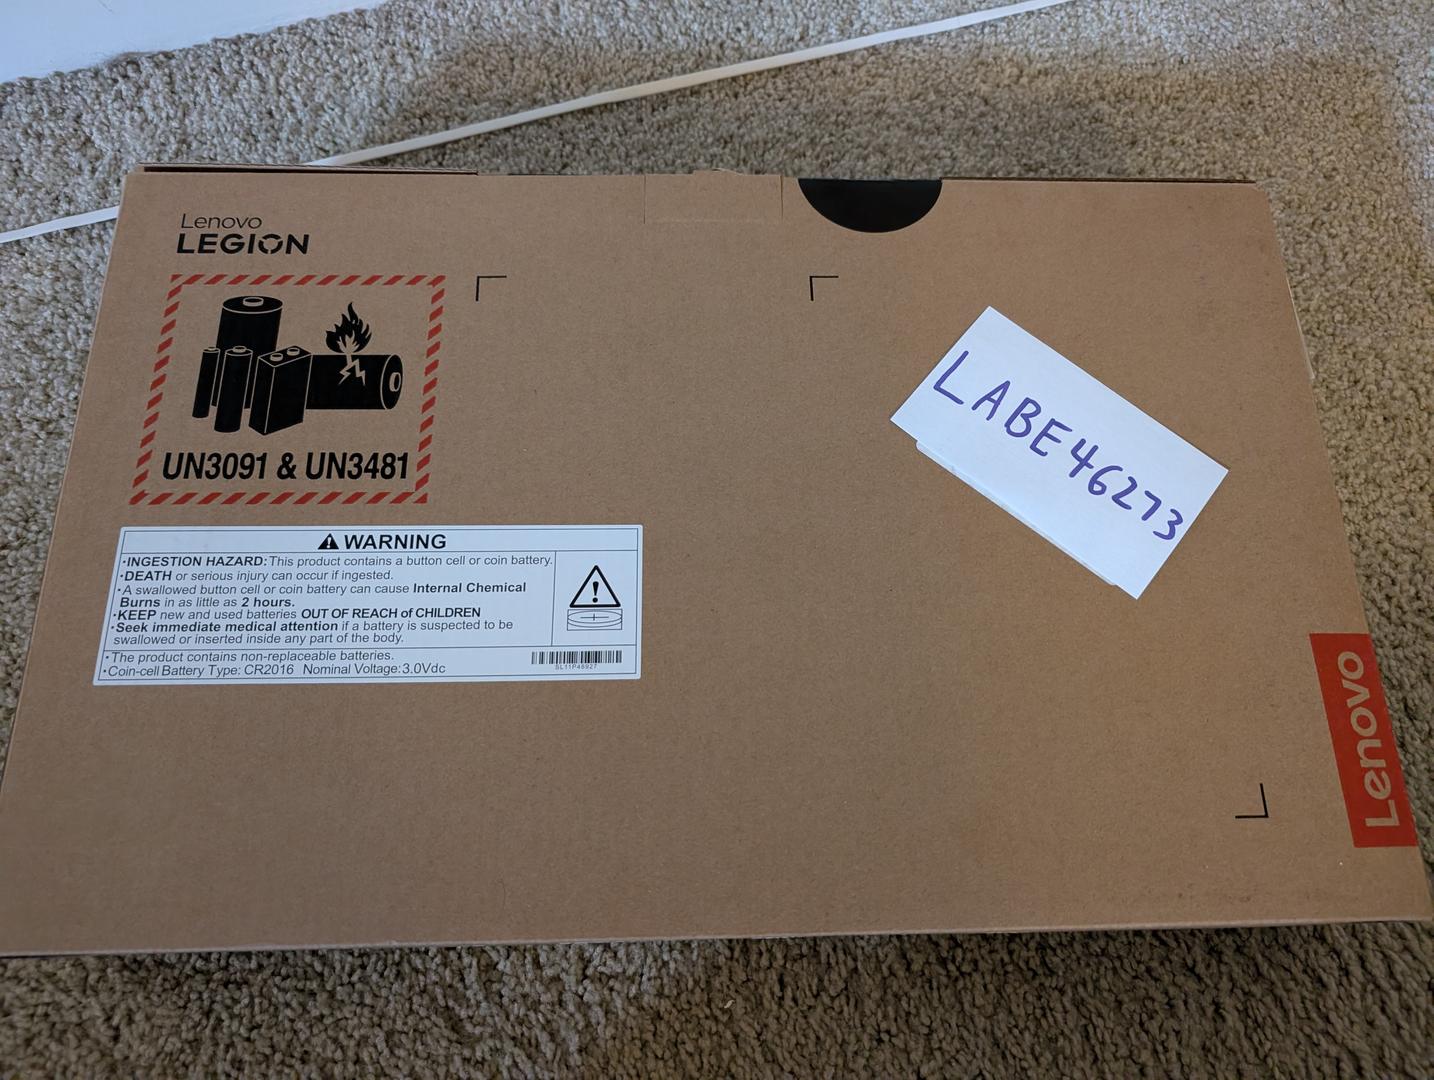 Lenovo
LEGION
UN3091 & UN3481
LABE46273
WARNING
·INGESTION HAZARD: This product contains a button cell or coin battery.
·DEATH or serious injury can occur if ingested.
·A swallowed button cell or coin battery can cause Internal Chemical
Burns in as little as 2 hours.
·KEEP new and used batteries OUT OF REACH of CHILDREN
·Seek immediate medical attention if a battery is suspected to be
swallowed or inserted inside any part of the body.
·The product contains non-replaceable batteries.
·Coin-cell Battery Type: CR2016 Nominal Voltage: 3.0Vdc
SL11P48927
Lenovo